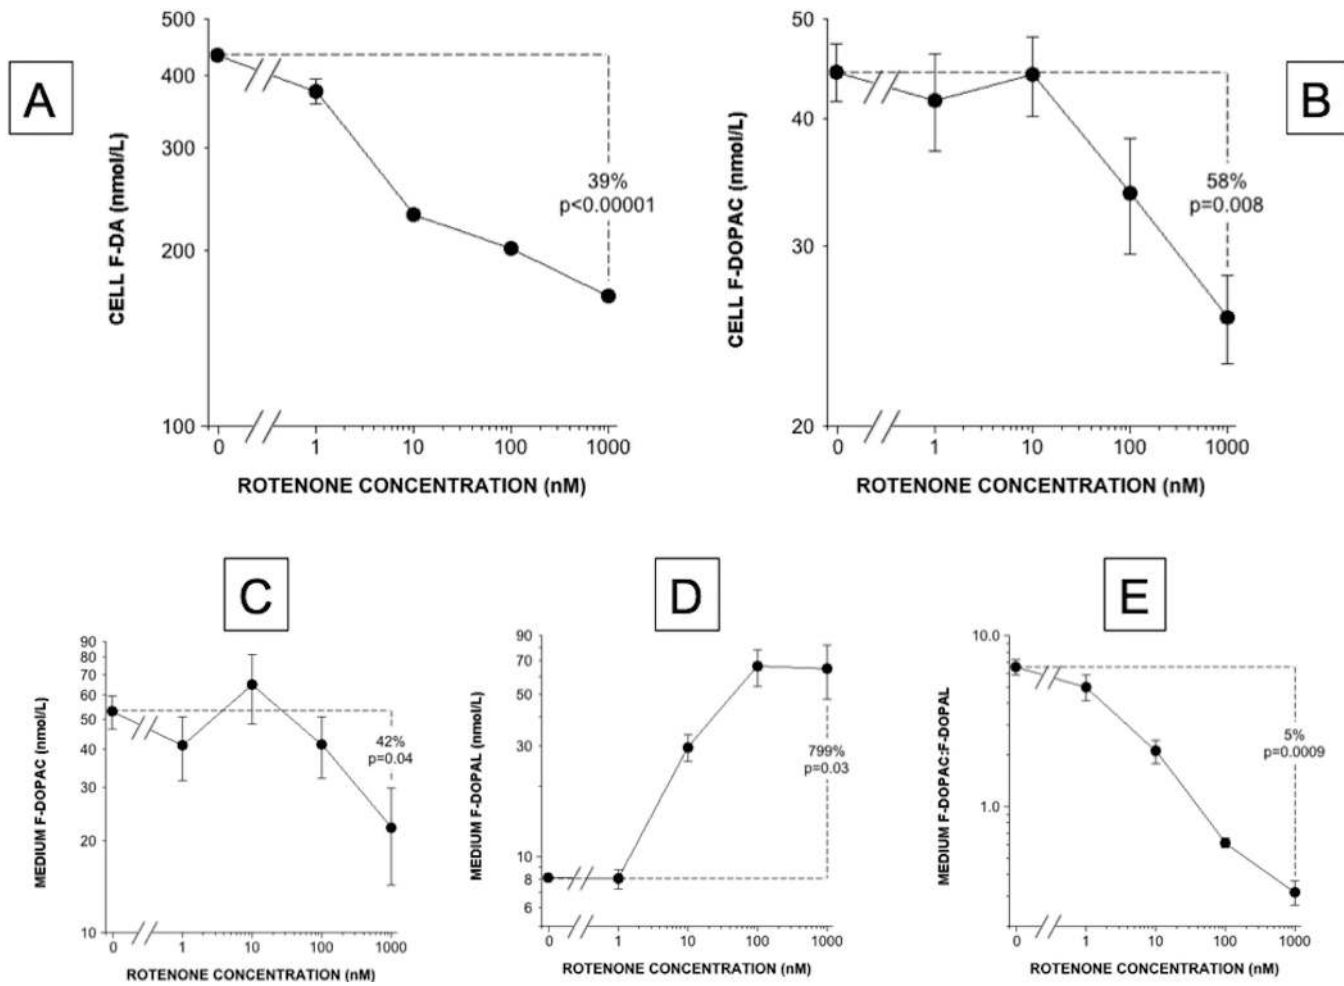 A
CELL F-DA (nmol/L)
500
400
300
200
100
39%
p<0.00001
0 1 10 100 1000
ROTENONE CONCENTRATION (nM)
B
CELL F-DOPAC (nmol/L)
50
40
30
20
58%
p=0.008
0 1 10 100 1000
ROTENONE CONCENTRATION (nM)
C
MEDIUM F-DOPAC (nmol/L)
90
80
70
60
50
40
30
20
10
42%
p=0.04
0 1 10 100 1000
ROTENONE CONCENTRATION (nM)
D
MEDIUM F-DOPAL (nmol/L)
90
70
50
30
10
8
6
799%
p=0.03
0 1 10 100 1000
ROTENONE CONCENTRATION (nM)
E
MEDIUM F-DOPAC:F-DOPAL
10.0
1.0
5%
p=0.0009
0 1 10 100 1000
ROTENONE CONCENTRATION (nM)